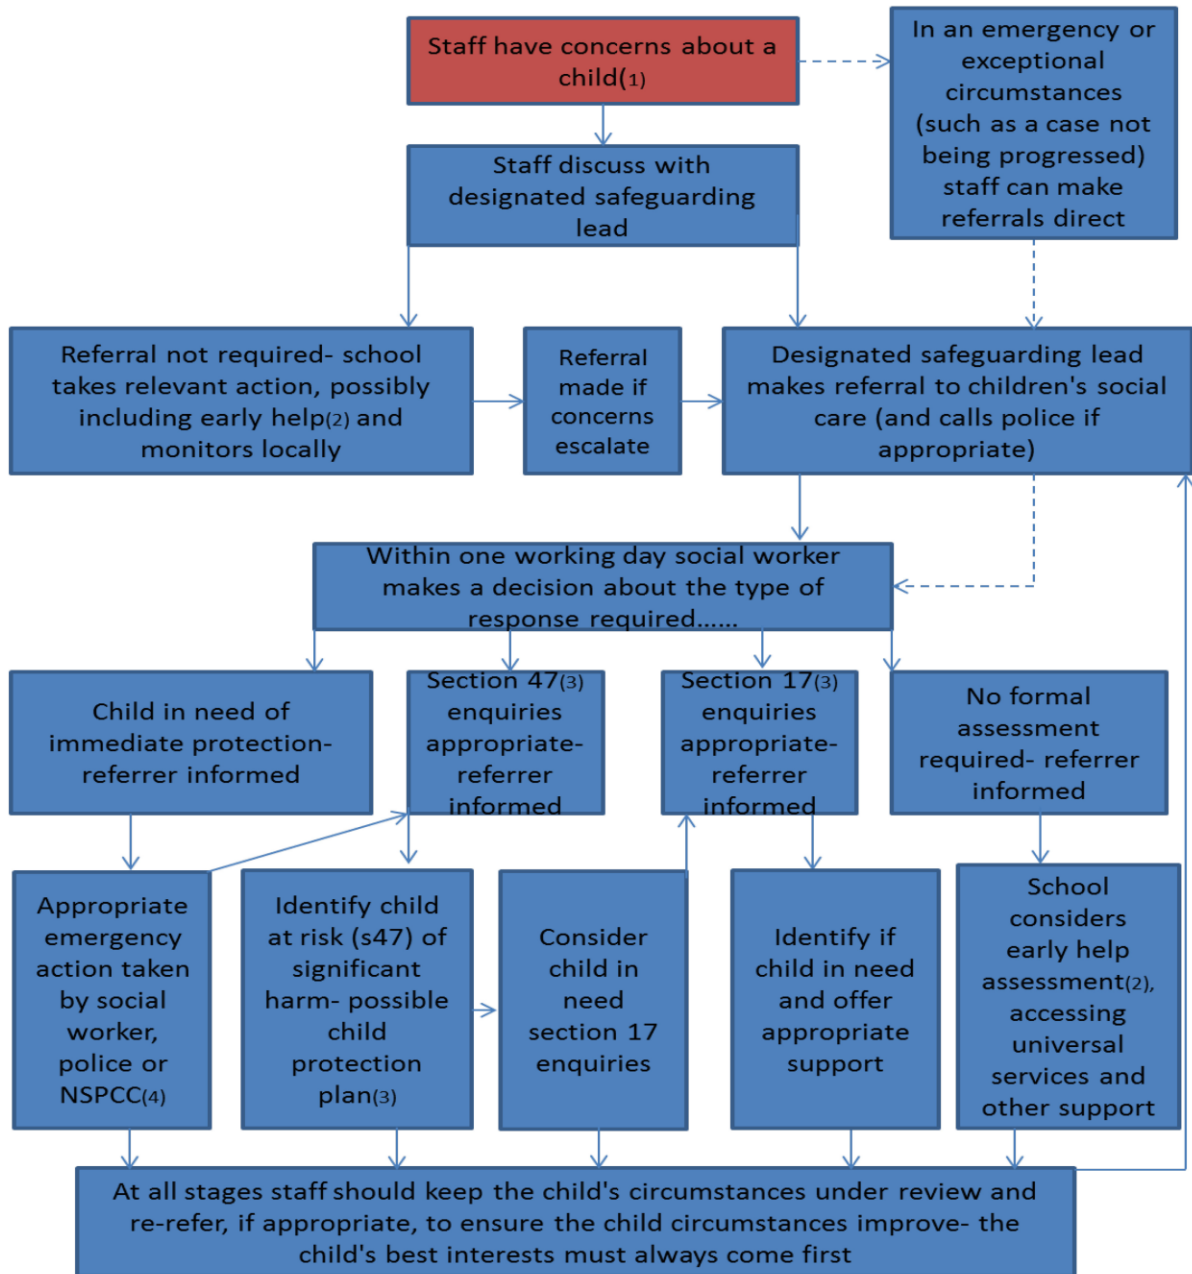 Staff have concerns about a
child(1)
In an emergency or
exceptional
circumstances
(such as a case not
being progressed)
staff can make
referrals direct
Staff discuss with
designated safeguarding
lead
Referral not required- school
takes relevant action, possibly
including early help(2) and
monitors locally
Referral
made if
concerns
escalate
Designated safeguarding lead
makes referral to children's social
care (and calls police if
appropriate)
Within one working day social worker
makes a decision about the type of
response required......
Child in need of
immediate protection-
referrer informed
Section 47(3)
enquiries
appropriate-
referrer
informed
Section 17(3)
enquiries
appropriate-
referrer
informed
No formal
assessment
required- referrer
informed
Appropriate
emergency
action taken
by social
worker,
police or
NSPCC(4)
Identify child
at risk (s47) of
significant
harm- possible
child
protection
plan(3)
Consider
child in
need
section 17
enquiries
Identify if
child in need
and offer
appropriate
support
School
considers
early help
assessment(2),
accessing
universal
services and
other support
At all stages staff should keep the child's circumstances under review and
re-refer, if appropriate, to ensure the child circumstances improve- the
child's best interests must always come first